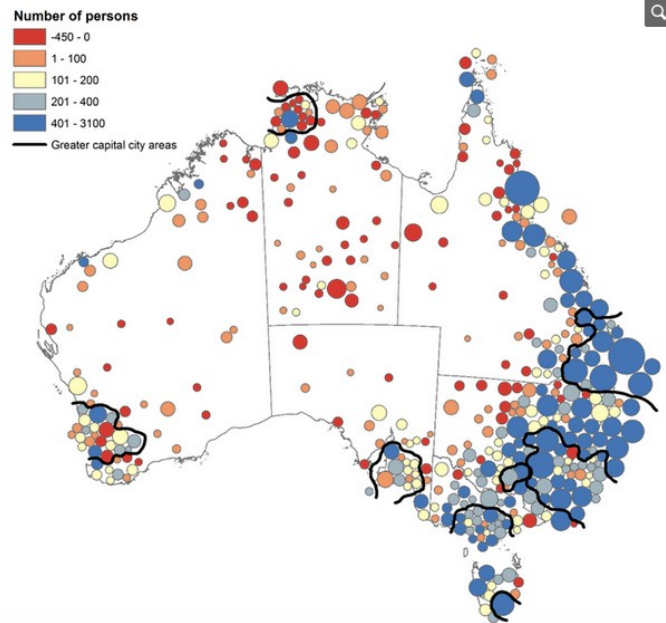 Number of persons
-450 - 0
1 - 100
101 - 200
201 - 400
401 - 3100
Greater capital city areas